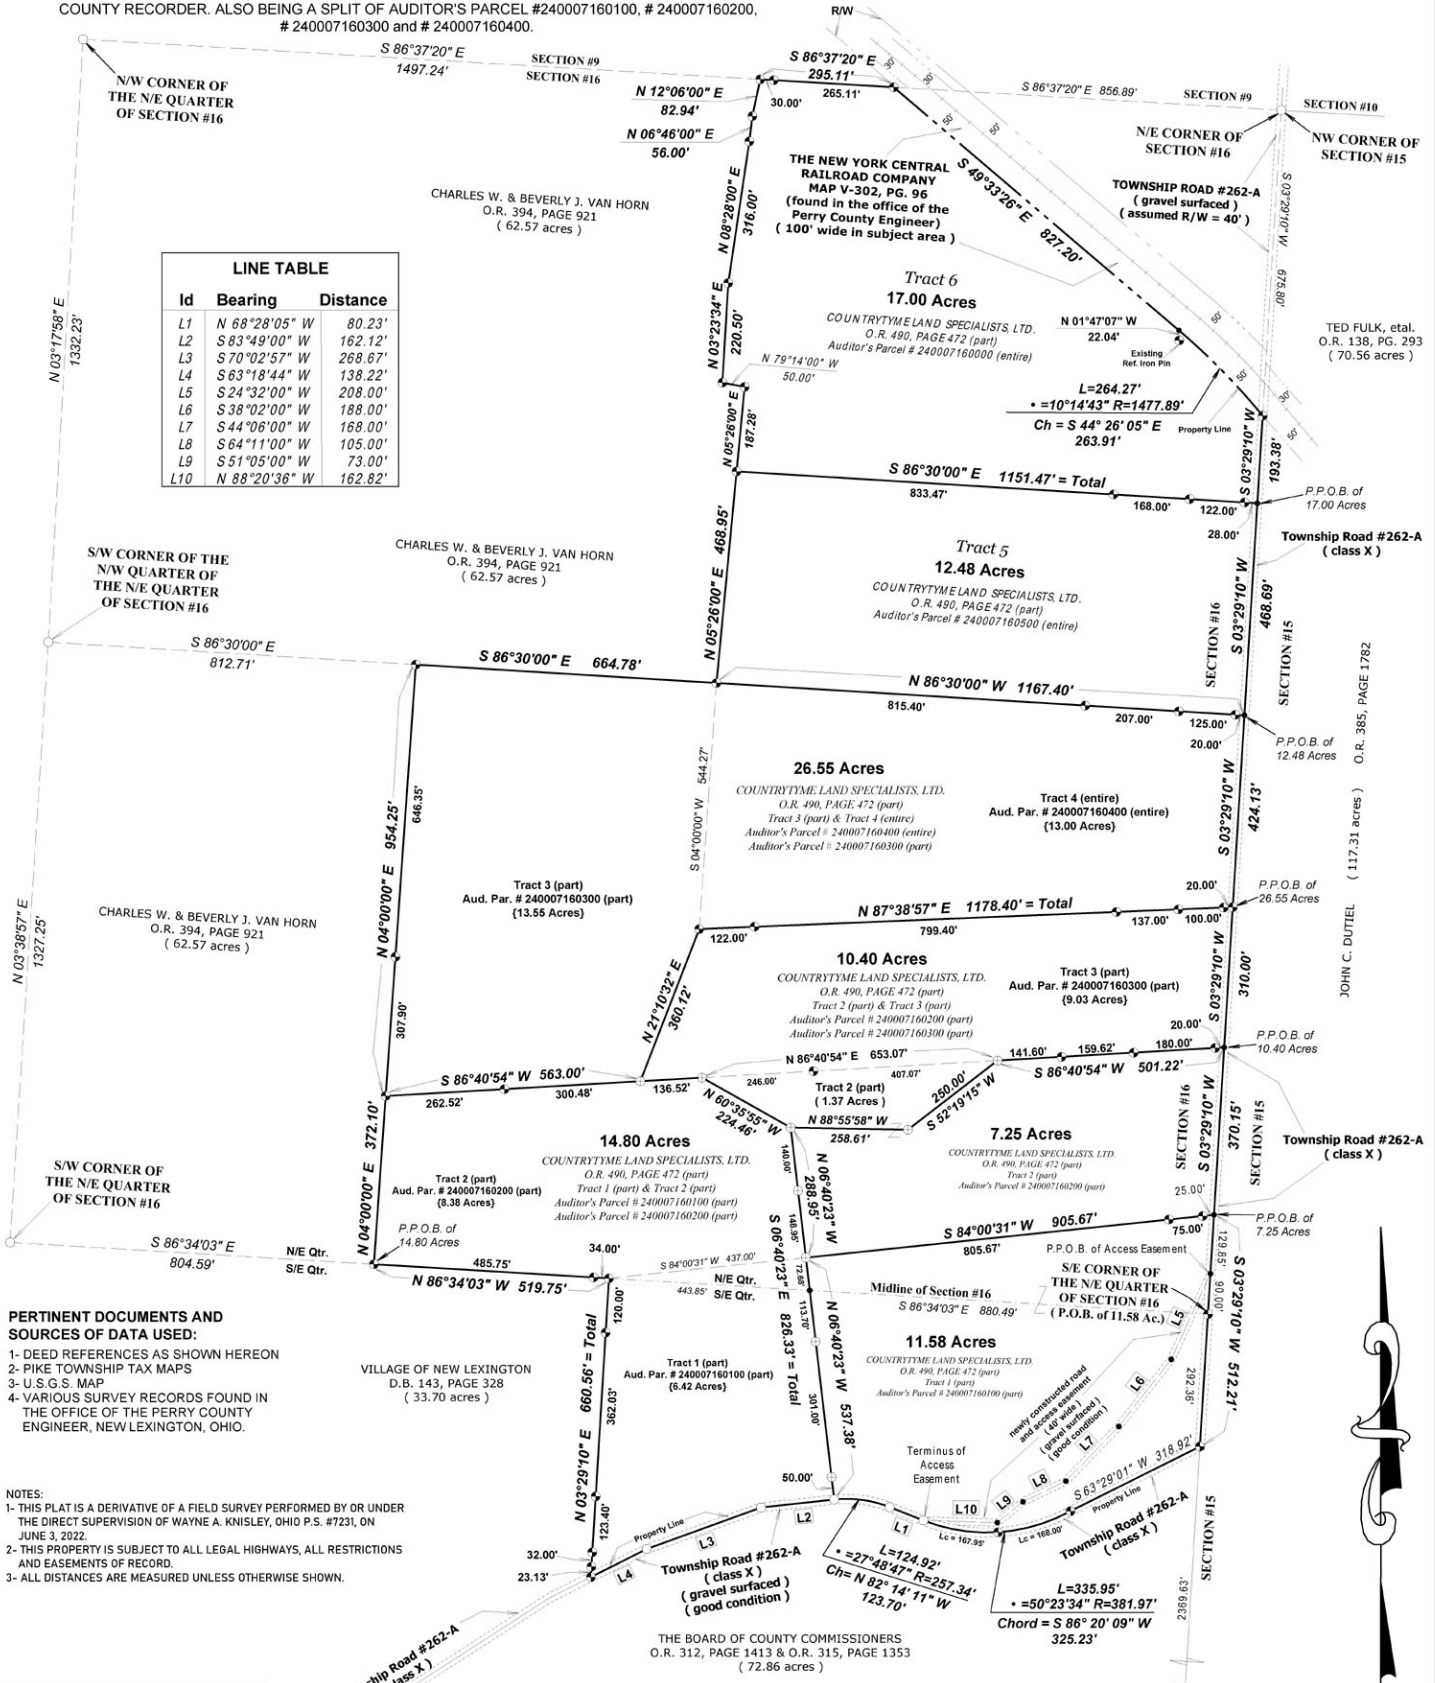 COUNTY RECORDER. ALSO BEING A SPLIT OF AUDITOR'S PARCEL #240007160100, # 240007160200,
# 240007160300 and # 240007160400.
R/W
S 86°37'20" E
1497.24'
SECTION #9
SECTION #16
S 86°37'20" E
295.11'
265.11'
30.00'
30'
30'
S 86°37'20" E 856.89'
SECTION #9
SECTION #10
N/W CORNER OF
THE N/E QUARTER
OF SECTION #16
N 12°06'00" E
82.94'
N 06°46'00" E
56.00'
50'
50'
N/E CORNER OF
SECTION #16
NW CORNER OF
SECTION #15
THE NEW YORK CENTRAL
RAILROAD COMPANY
MAP V-302, PG. 96
(found in the office of the
Perry County Engineer)
( 100' wide in subject area )
S 49°33'26" E 827.20'
TOWNSHIP ROAD #262-A
( gravel surfaced )
( assumed R/W = 40' )
S 03°29'10" W 675.80'
CHARLES W. & BEVERLY J. VAN HORN
O.R. 394, PAGE 921
( 62.57 acres )
N 08°28'00" E
316.00'
LINE TABLE
Id Bearing Distance
L1 N 68°28'05" W 80.23'
L2 S 83°49'00" W 162.12'
L3 S 70°02'57" W 268.67'
L4 S 63°18'44" W 138.22'
L5 S 24°32'00" W 208.00'
L6 S 38°02'00" W 188.00'
L7 S 44°06'00" W 168.00'
L8 S 64°11'00" W 105.00'
L9 S 51°05'00" W 73.00'
L10 N 88°20'36" W 162.82'
N 03°17'58" E
1332.23'
N 03°23'34" E
220.50'
Tract 6
17.00 Acres
COUNTRYTYME LAND SPECIALISTS, LTD.
O.R. 490, PAGE 472 (part)
Auditor's Parcel # 240007160000 (entire)
N 01°47'07" W
22.04'
Existing
Ref. Iron Pin
50'
TED FULK, etal.
O.R. 138, PG. 293
( 70.56 acres )
N 79°14'00" W
50.00'
N 05°26'00" E
187.28'
L=264.27'
• =10°14'43" R=1477.89'
Ch = S 44° 26' 05" E
263.91'
Property Line
50'
30'
50'
S 03°29'10" W
193.38'
S 86°30'00" E 1151.47' = Total
833.47'
168.00'
122.00'
28.00'
P.P.O.B. of
17.00 Acres
Township Road #262-A
( class X )
N 05°26'00" E 468.95'
S/W CORNER OF THE
N/W QUARTER OF
THE N/E QUARTER
OF SECTION #16
CHARLES W. & BEVERLY J. VAN HORN
O.R. 394, PAGE 921
( 62.57 acres )
Tract 5
12.48 Acres
COUNTRYTYME LAND SPECIALISTS, LTD.
O.R. 490, PAGE 472 (part)
Auditor's Parcel # 240007160500 (entire)
S 03°29'10" W
468.69'
SECTION #16
SECTION #15
S 86°30'00" E
812.71'
S 86°30'00" E 664.78'
N 86°30'00" W 1167.40'
815.40'
207.00'
125.00'
20.00'
P.P.O.B. of
12.48 Acres
JOHN C. DUTIEL ( 117.31 acres ) O.R. 385, PAGE 1782
S 04°00'00" W 544.27'
26.55 Acres
COUNTRYTYME LAND SPECIALISTS, LTD.
O.R. 490, PAGE 472 (part)
Tract 3 (part) & Tract 4 (entire)
Auditor's Parcel # 240007160400 (entire)
Auditor's Parcel # 240007160300 (part)
Tract 4 (entire)
Aud. Par. # 240007160400 (entire)
{13.00 Acres}
S 03°29'10" W
424.13'
N 04°00'00" E 954.25'
646.35'
Tract 3 (part)
Aud. Par. # 240007160300 (part)
{13.55 Acres}
20.00'
P.P.O.B. of
26.55 Acres
N 87°38'57" E 1178.40' = Total
122.00'
799.40'
137.00'
100.00'
CHARLES W. & BEVERLY J. VAN HORN
O.R. 394, PAGE 921
( 62.57 acres )
N 03°38'57" E
1327.25'
N 21°10'32" E
360.12'
10.40 Acres
COUNTRYTYME LAND SPECIALISTS, LTD.
O.R. 490, PAGE 472 (part)
Tract 2 (part) & Tract 3 (part)
Auditor's Parcel # 240007160200 (part)
Auditor's Parcel # 240007160300 (part)
Tract 3 (part)
Aud. Par. # 240007160300 (part)
{9.03 Acres}
S 03°29'10" W
310.00'
307.90'
20.00'
P.P.O.B. of
10.40 Acres
N 86°40'54" E 653.07'
246.00'
407.07'
141.60'
159.62'
180.00'
S 86°40'54" W 501.22'
S 86°40'54" W 563.00'
262.52'
300.48'
136.52'
Tract 2 (part)
( 1.37 Acres )
250.00'
S 52°19'15" W
N 60°35'55" W
224.46'
N 88°55'58" W
258.61'
N 04°00'00" E 372.10'
14.80 Acres
COUNTRYTYME LAND SPECIALISTS, LTD.
O.R. 490, PAGE 472 (part)
Tract 1 (part) & Tract 2 (part)
Auditor's Parcel # 240007160100 (part)
Auditor's Parcel # 240007160200 (part)
7.25 Acres
COUNTRYTYME LAND SPECIALISTS, LTD.
O.R. 490, PAGE 472 (part)
Tract 2 (part)
Auditor's Parcel # 240007160200 (part)
SECTION #16
S 03°29'10" W
370.15'
SECTION #15
Township Road #262-A
( class X )
S/W CORNER OF
THE N/E QUARTER
OF SECTION #16
Tract 2 (part)
Aud. Par. # 240007160200 (part)
{8.38 Acres}
P.P.O.B. of
14.80 Acres
140.00'
148.95'
N 06°40'23" W
288.95'
25.00'
75.00'
P.P.O.B. of
7.25 Acres
S 84°00'31" W 905.67'
805.67'
S 86°34'03" E
804.59'
N/E Qtr.
S/E Qtr.
485.75'
34.00'
N 86°34'03" W 519.75'
S 84°00'31" W 437.00'
443.85'
N/E Qtr.
S/E Qtr.
72.68'
113.70'
S 06°40'23" E 826.33' = Total
Midline of Section #16
S 86°34'03" E 880.49'
P.P.O.B. of Access Easement
S/E CORNER OF
THE N/E QUARTER
OF SECTION #16
( P.O.B. of 11.58 Ac.)
129.85'
90.00'
S 03°29'10" W 512.21'
292.36'
PERTINENT DOCUMENTS AND
SOURCES OF DATA USED:
1- DEED REFERENCES AS SHOWN HEREON
2- PIKE TOWNSHIP TAX MAPS
3- U.S.G.S. MAP
4- VARIOUS SURVEY RECORDS FOUND IN
THE OFFICE OF THE PERRY COUNTY
ENGINEER, NEW LEXINGTON, OHIO.
VILLAGE OF NEW LEXINGTON
D.B. 143, PAGE 328
( 33.70 acres )
N 03°29'10" E 660.56' = Total
120.00'
362.03'
123.40'
32.00'
23.13'
Tract 1 (part)
Aud. Par. # 240007160100 (part)
{6.42 Acres}
N 06°40'23" W 537.38'
301.00'
50.00'
11.58 Acres
COUNTRYTYME LAND SPECIALISTS, LTD.
O.R. 490, PAGE 472 (part)
Tract 1 (part)
Auditor's Parcel # 240007160100 (part)
newly constructed road
and access easement
( 40' wide )
( gravel surfaced )
( good condition )
L5
L6
L7
L8
L9
L10
Terminus of
Access
Easement
S 63°29'01" W 318.92'
Property Line
Township Road #262-A
( class X )
Lc = 167.95'
Lc = 168.00'
L1
L2
L3
L4
Property Line
Township Road #262-A
( class X )
( gravel surfaced )
( good condition )
L=124.92'
• =27°48'47" R=257.34'
Ch= N 82° 14' 11" W
123.70'
L=335.95'
• =50°23'34" R=381.97'
Chord = S 86° 20' 09" W
325.23'
SECTION #15
2369.63'
NOTES:
1- THIS PLAT IS A DERIVATIVE OF A FIELD SURVEY PERFORMED BY OR UNDER
THE DIRECT SUPERVISION OF WAYNE A. KNISLEY, OHIO P.S. #7231, ON
JUNE 3, 2022.
2- THIS PROPERTY IS SUBJECT TO ALL LEGAL HIGHWAYS, ALL RESTRICTIONS
AND EASEMENTS OF RECORD.
3- ALL DISTANCES ARE MEASURED UNLESS OTHERWISE SHOWN.
THE BOARD OF COUNTY COMMISSIONERS
O.R. 312, PAGE 1413 & O.R. 315, PAGE 1353
( 72.86 acres )
ship Road #262-A
ass X )